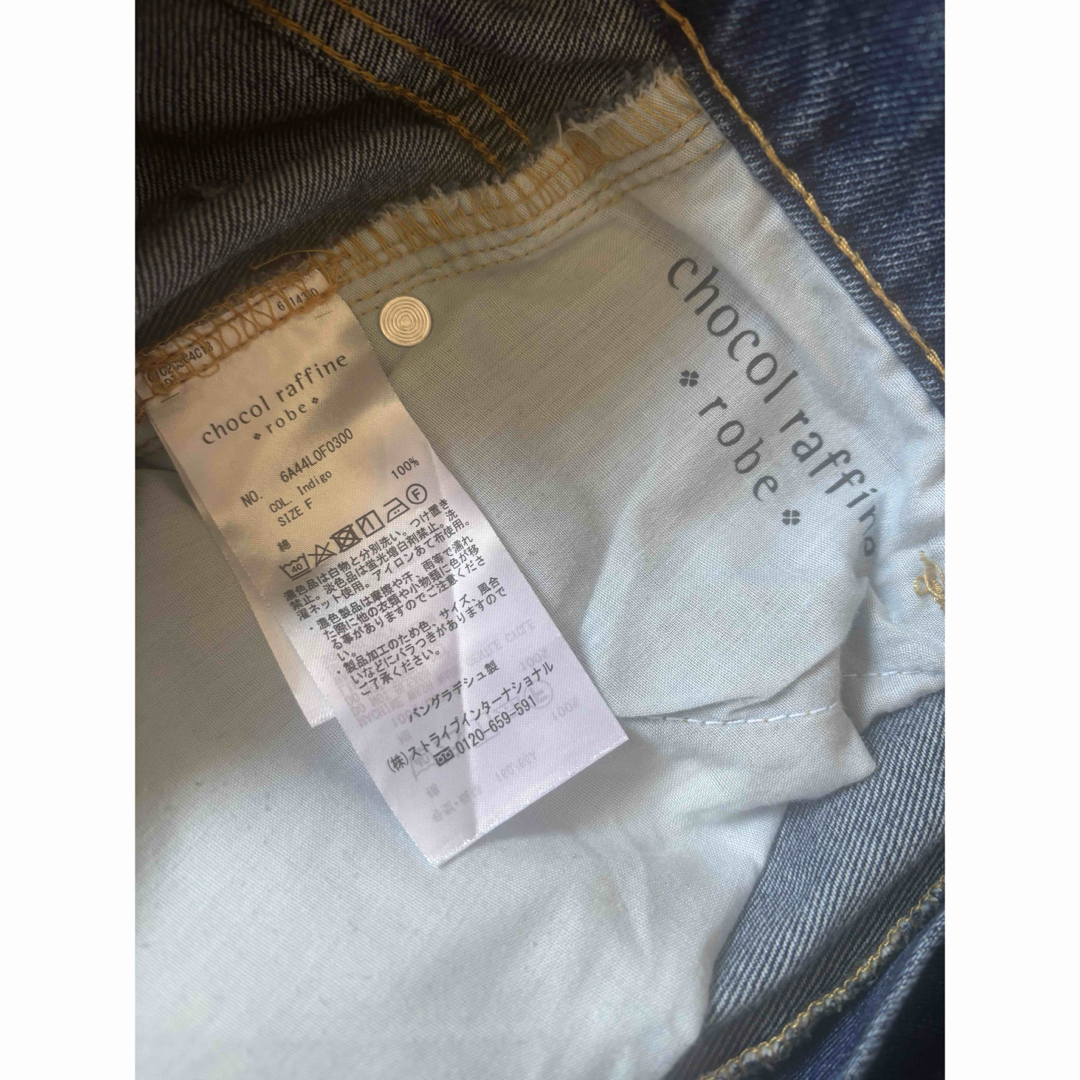 chocol raffine
robe
chocol raffine
robe
NO. 6A44L0F0300
COL. Indigo
SIZE F
綿 100%
40
F
濃色品は白物と分別洗い。つけ置き
禁止。淡色品は蛍光増白剤禁止。洗
濯ネット使用。アイロンあて布使用。
・濃色製品は摩擦や汗、雨等で濡れ
た際に他の衣類や小物類に色が移
る事がありますのでご注意くださ
い。
・製品加工のため色、サイズ、風合
いなどにバラつきがありますので
ご了承ください。
バングラデシュ製
(株)ストライプインターナショナル
0120-659-591